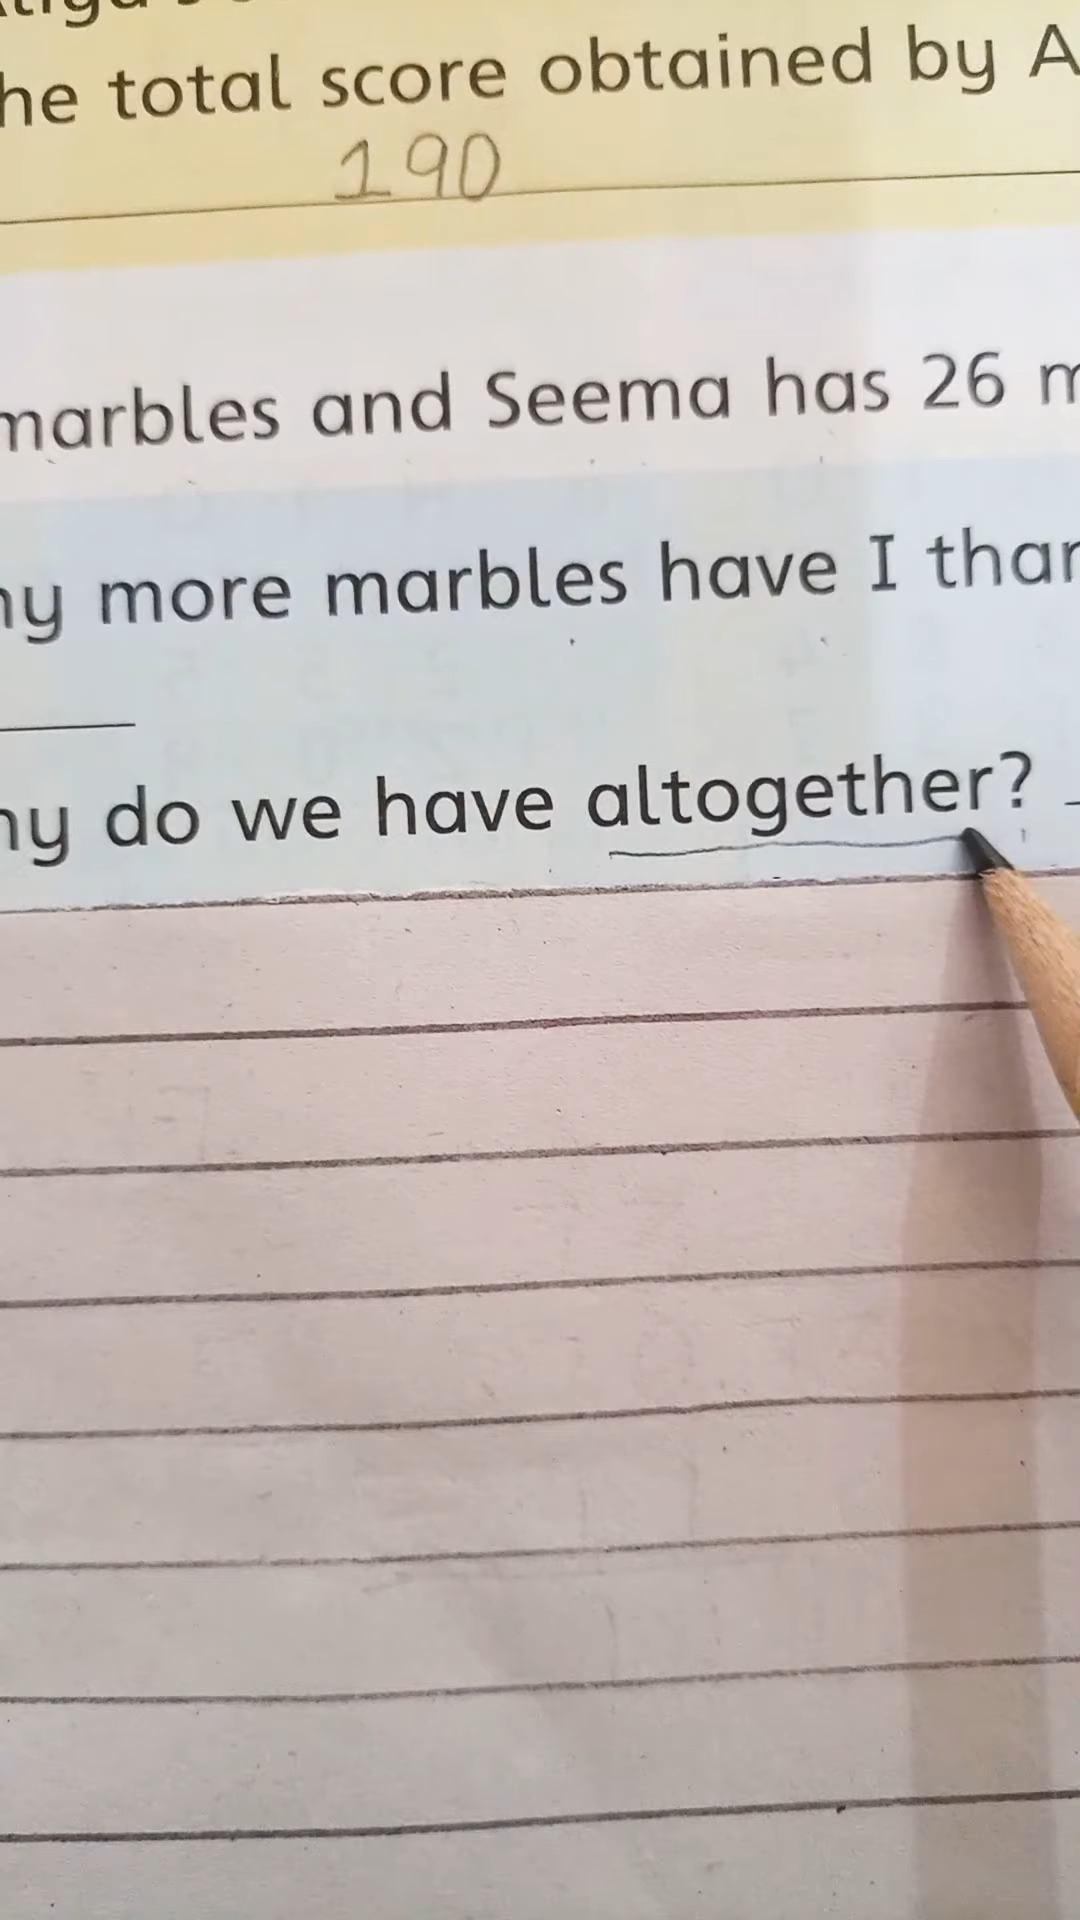 he total score obtained by A
190
marbles and Seema has 26 m
ny more marbles have I than
ny do we have altogether?